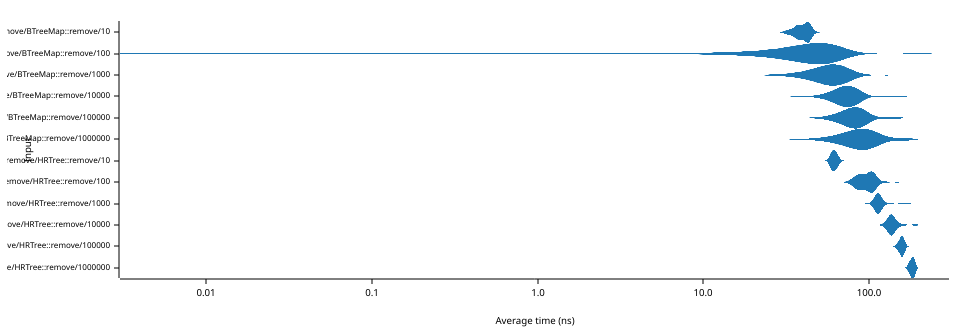 move/BTreeMap::remove/10
ove/BTreeMap::remove/100
ve/BTreeMap::remove/1000
e/BTreeMap::remove/10000
/BTreeMap::remove/100000
BTreeMap::remove/1000000
Input
remove/HRTree::remove/10
emove/HRTree::remove/100
move/HRTree::remove/1000
ove/HRTree::remove/10000
ve/HRTree::remove/100000
e/HRTree::remove/1000000
0.01 0.1 1.0 10.0 100.0
Average time (ns)